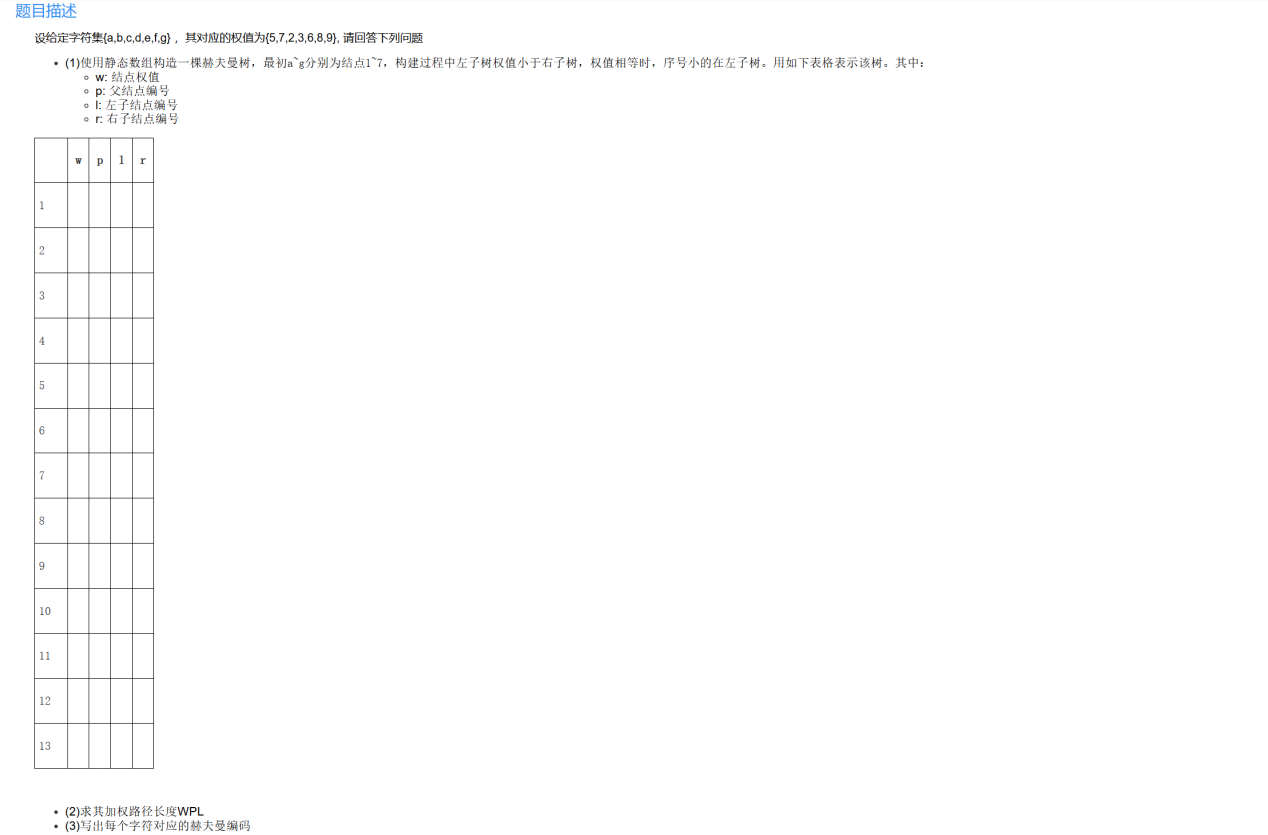 题目描述
设给定字符集{a,b,c,d,e,f,g} ，其对应的权值为{5,7,2,3,6,8,9}, 请回答下列问题
(1)使用静态数组构造一棵赫夫曼树，最初a~g分别为结点1~7，构建过程中左子树权值小于右子树，权值相等时，序号小的在左子树。用如下表格表示该树。其中：
w: 结点权值
p: 父结点编号
l: 左子结点编号
r: 右子结点编号
w p l r
1
2
3
4
5
6
7
8
9
10
11
12
13
(2)求其加权路径长度WPL
(3)写出每个字符对应的赫夫曼编码